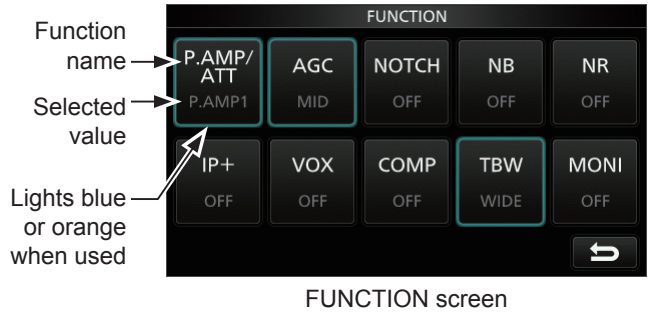 FUNCTION
Function
name
Selected
value
Lights blue
or orange
when used
P.AMP/
ATT
P.AMP1
AGC
MID
NOTCH
OFF
NB
OFF
NR
OFF
IP+
OFF
VOX
OFF
COMP
OFF
TBW
WIDE
MONI
OFF
FUNCTION screen